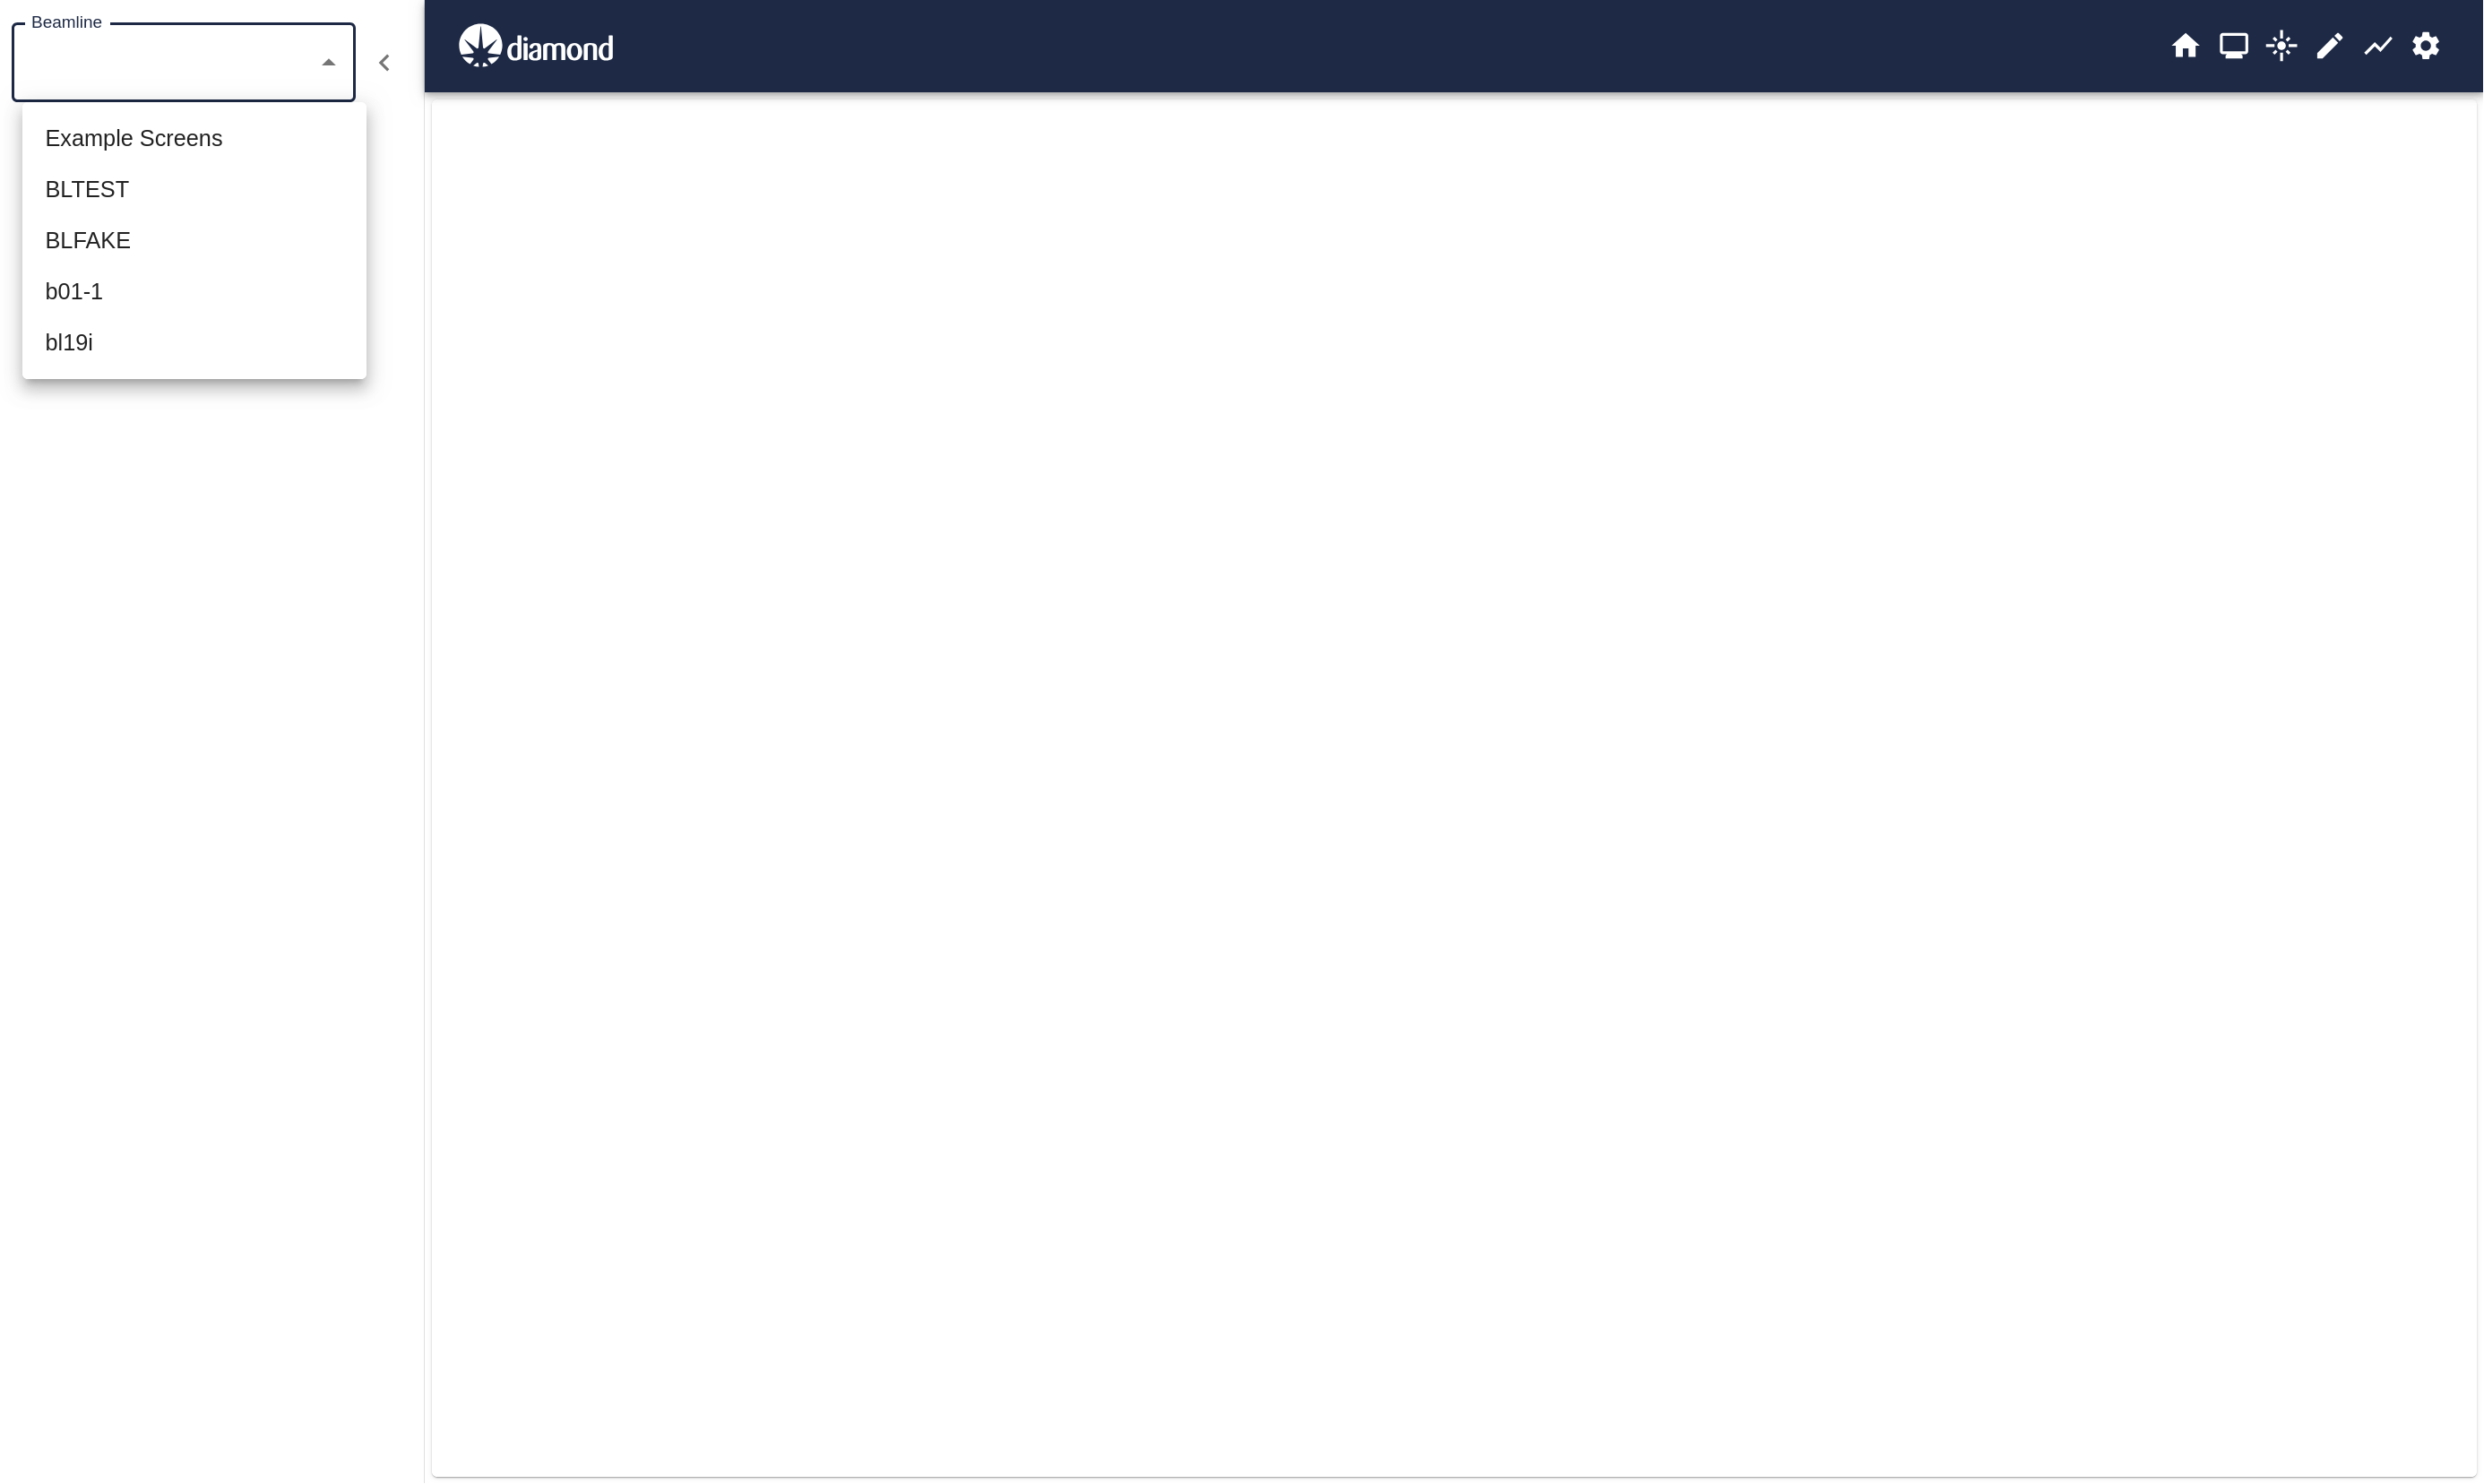 Beamline
diamond
Example Screens
BLTEST
BLFAKE
b01-1
bl19i